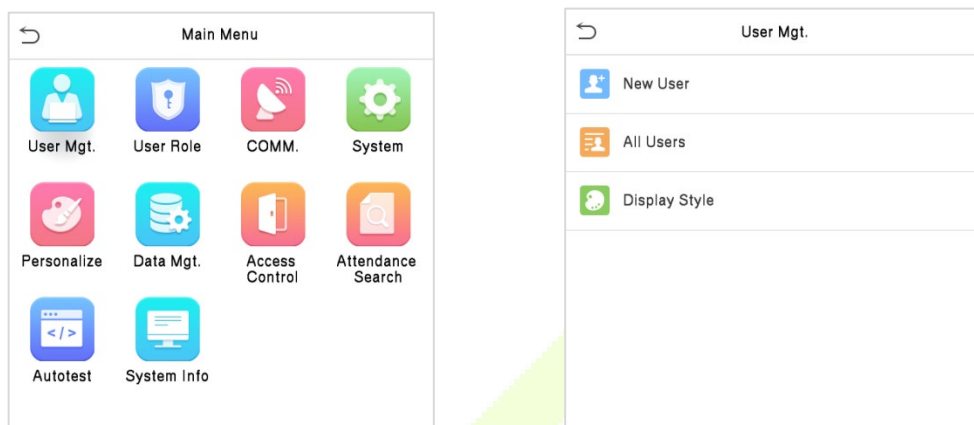 Main Menu
User Mgt.
User Role
COMM.
System
Personalize
Data Mgt.
Access
Control
Attendance
Search
Autotest
System Info
User Mgt.
New User
All Users
Display Style